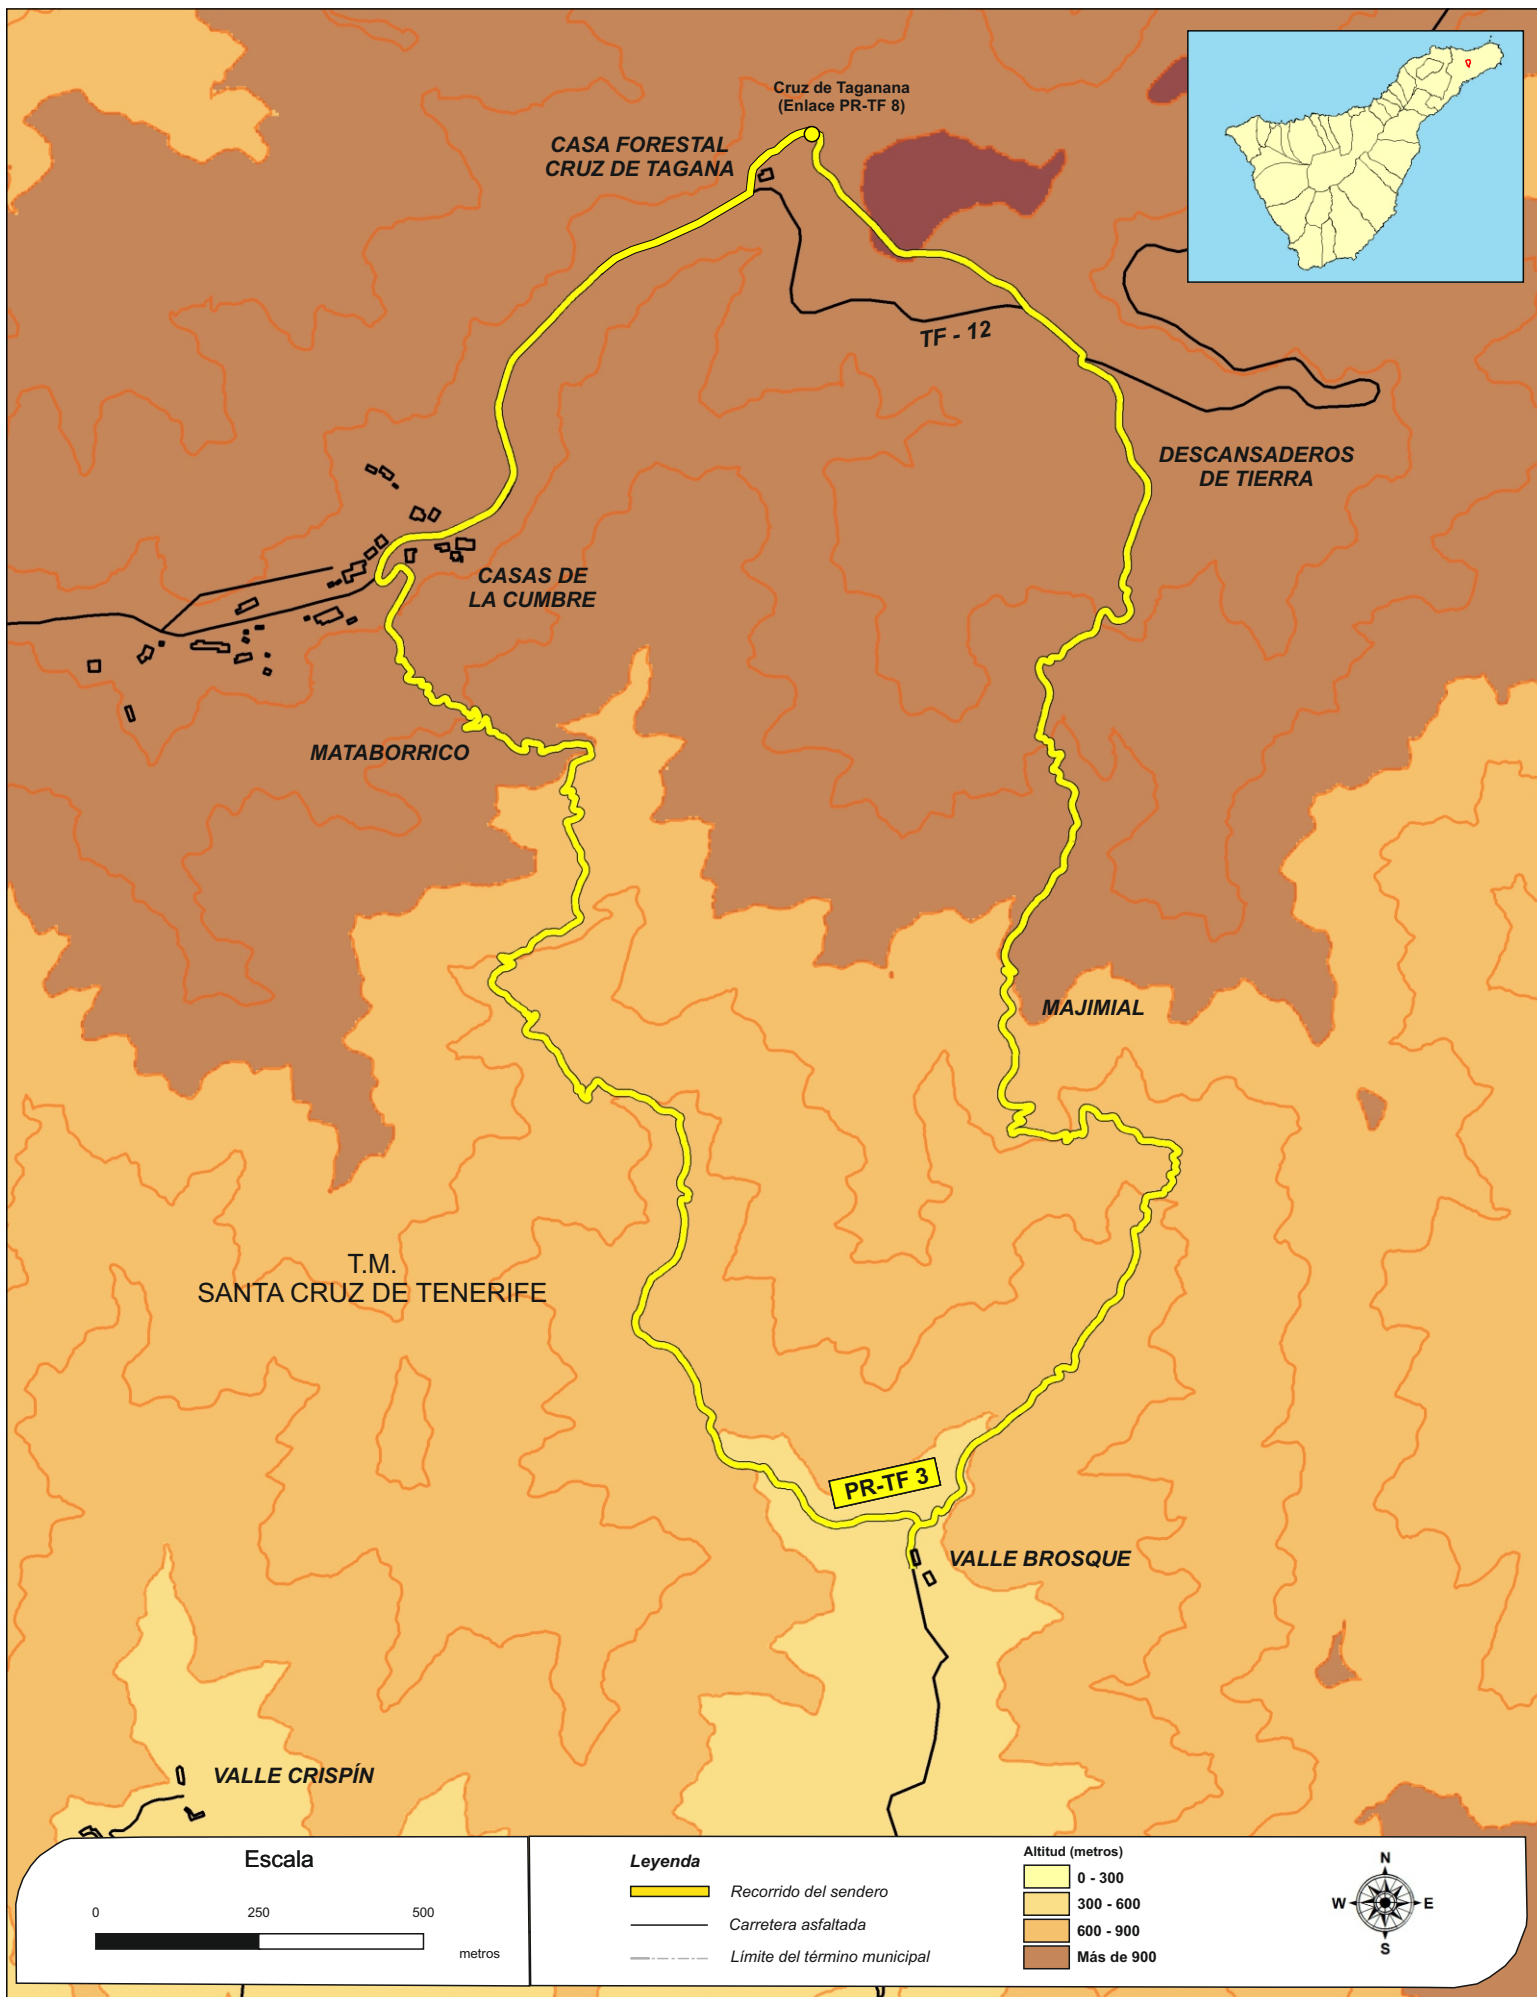 Cruz de Taganana
(Enlace PR-TF 8)
CASA FORESTAL
CRUZ DE TAGANA
TF - 12
DESCANSADEROS
DE TIERRA
CASAS DE
LA CUMBRE
MATABORRICO
MAJIMIAL
T.M.
SANTA CRUZ DE TENERIFE
PR-TF 3
VALLE BROSQUE
VALLE CRISPÍN
Escala
0 250 500
metros
Leyenda
Recorrido del sendero
Carretera asfaltada
Límite del término municipal
Altitud (metros)
0 - 300
300 - 600
600 - 900
Más de 900
N
W E
S